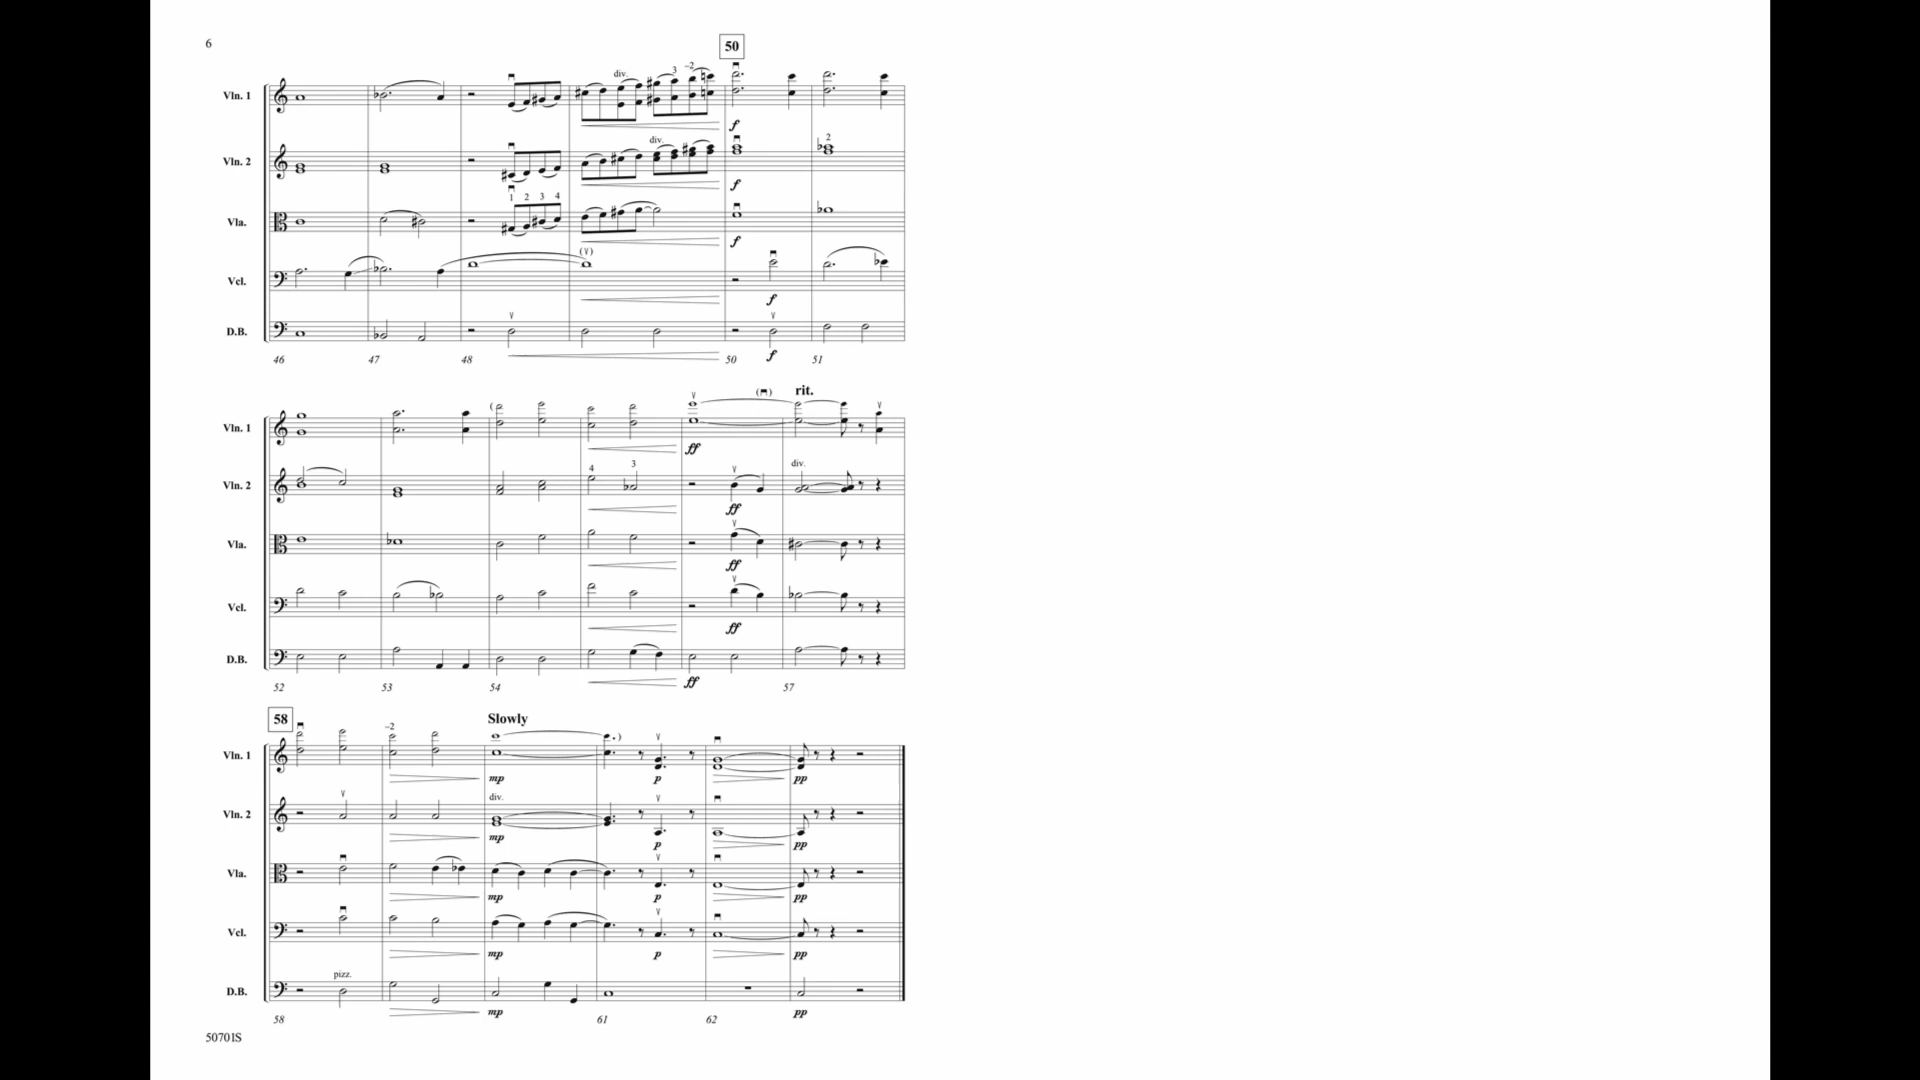 6
50
div.
3 –2
Vln. 1
f
div.
2
Vln. 2
f
1 2 3 4
Vla.
f
Vcl.
f
D.B.
f
46 47 48 50 51
rit.
Vln. 1
ff
4 3 div.
Vln. 2
ff
Vla.
ff
Vcl.
ff
D.B.
ff
52 53 54 57
58 –2 Slowly
Vln. 1
mp p pp
div.
Vln. 2
mp p pp
Vla.
mp p pp
Vcl.
mp p pp
pizz.
D.B.
mp pp
58 61 62
50701S